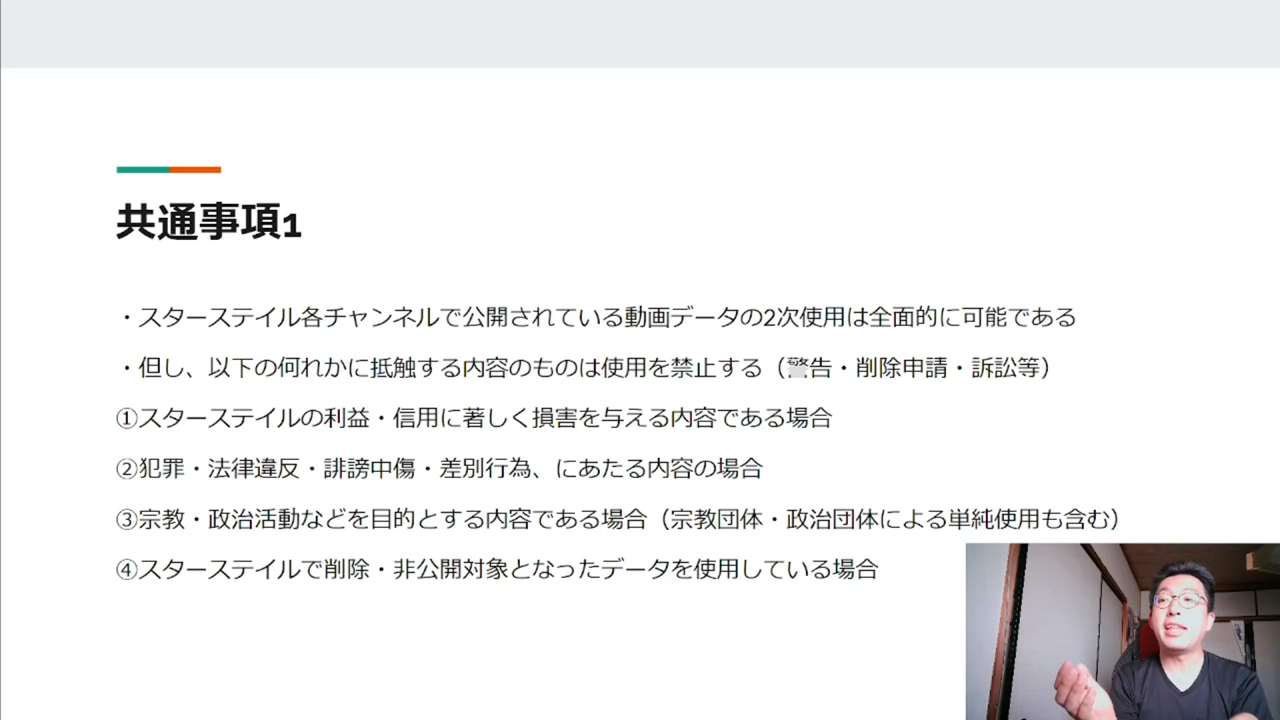 共通事項1
・スターステイル各チャンネルで公開されている動画データの2次使用は全面的に可能である
・但し、以下の何れかに抵触する内容のものは使用を禁止する（警告・削除申請・訴訟等）
①スターステイルの利益・信用に著しく損害を与える内容である場合
②犯罪・法律違反・誹謗中傷・差別行為、にあたる内容の場合
③宗教・政治活動などを目的とする内容である場合（宗教団体・政治団体による単純使用も含む）
④スターステイルで削除・非公開対象となったデータを使用している場合